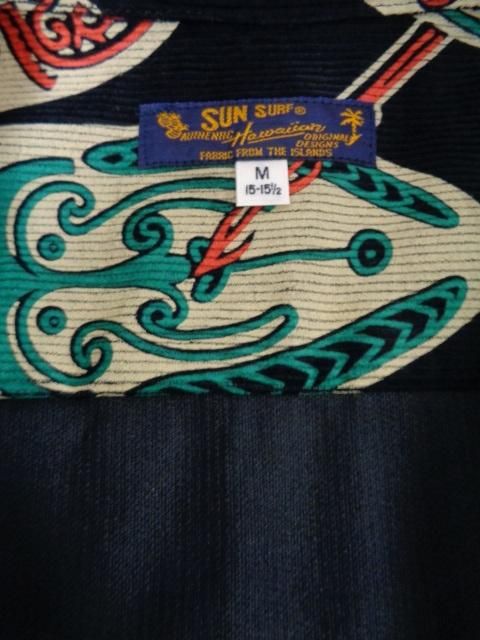 SUN SURF®
AUTHENTIC Hawaiian ORIGINAL
DESIGNS
FABRIC FROM THE ISLANDS
M
15-15½